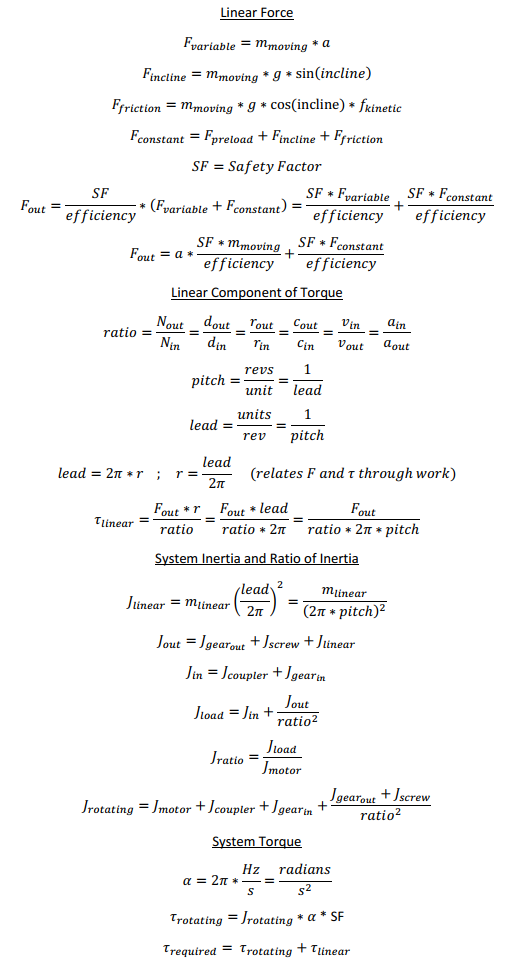 Linear Force
F_variable = m_moving * a
F_incline = m_moving * g * sin(incline)
F_friction = m_moving * g * cos(incline) * f_kinetic
F_constant = F_preload + F_incline + F_friction
SF = Safety Factor
F_out = SF/efficiency * (F_variable + F_constant) = (SF * F_variable)/efficiency + (SF * F_constant)/efficiency
F_out = a * (SF * m_moving)/efficiency + (SF * F_constant)/efficiency
Linear Component of Torque
ratio = N_out/N_in = d_out/d_in = r_out/r_in = c_out/c_in = v_in/v_out = a_in/a_out
pitch = revs/unit = 1/lead
lead = units/rev = 1/pitch
lead = 2π * r ; r = lead/2π (relates F and τ through work)
τ_linear = (F_out * r)/ratio = (F_out * lead)/(ratio * 2π) = F_out/(ratio * 2π * pitch)
System Inertia and Ratio of Inertia
J_linear = m_linear (lead/2π)² = m_linear/(2π * pitch)²
J_out = J_gear_out + J_screw + J_linear
J_in = J_coupler + J_gear_in
J_load = J_in + J_out/ratio²
J_ratio = J_load/J_motor
J_rotating = J_motor + J_coupler + J_gear_in + (J_gear_out + J_screw)/ratio²
System Torque
α = 2π * Hz/s = radians/s²
τ_rotating = J_rotating * α * SF
τ_required = τ_rotating + τ_linear